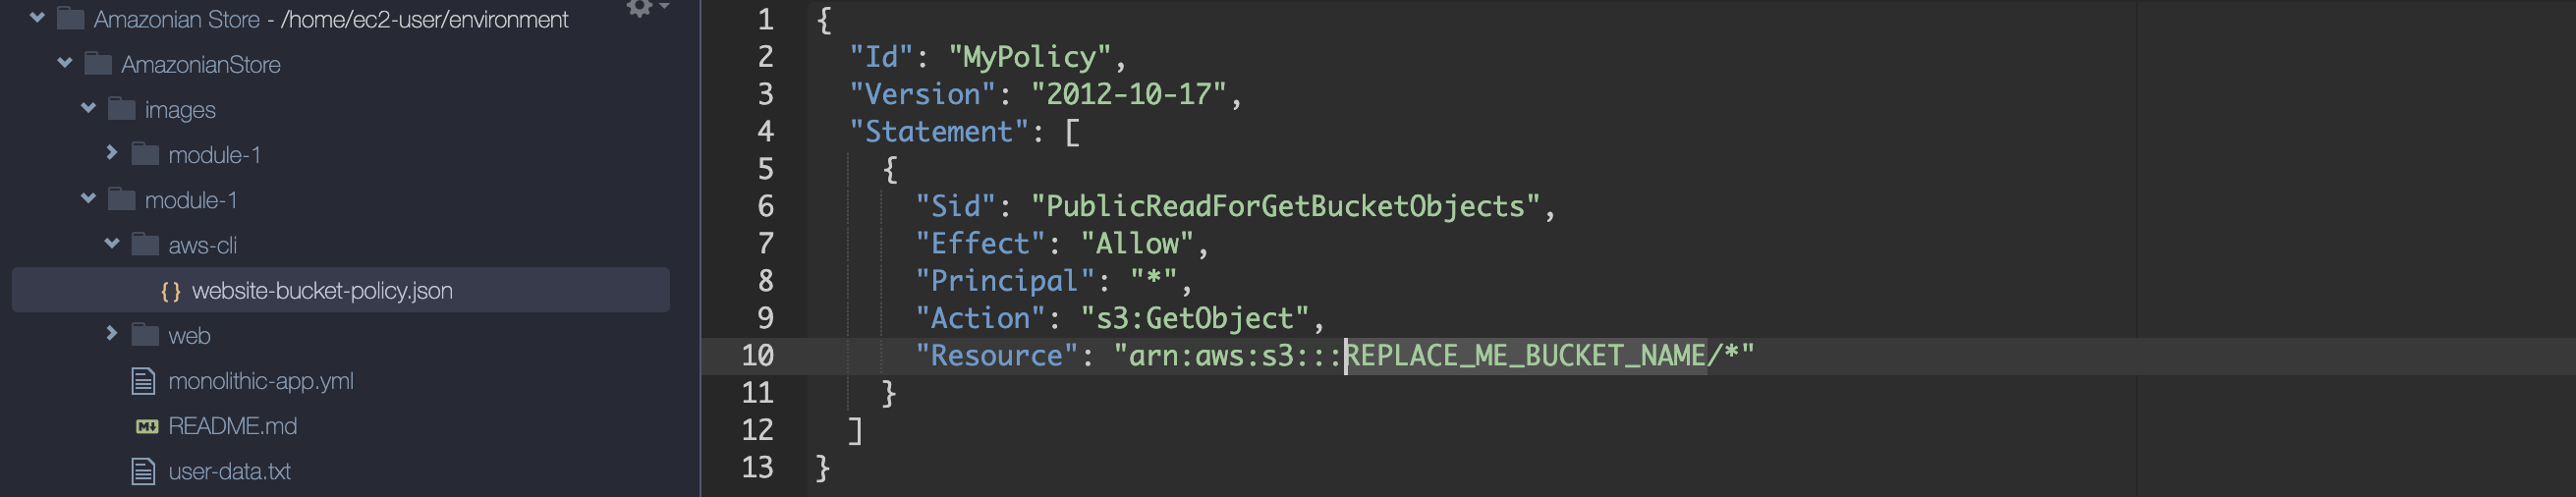 Amazonian Store - /home/ec2-user/environment
AmazonianStore
images
module-1
module-1
aws-cli
{ } website-bucket-policy.json
web
monolithic-app.yml
M↓ README.md
user-data.txt
1 {
2 "Id": "MyPolicy",
3 "Version": "2012-10-17",
4 "Statement": [
5 {
6 "Sid": "PublicReadForGetBucketObjects",
7 "Effect": "Allow",
8 "Principal": "*",
9 "Action": "s3:GetObject",
10 "Resource": "arn:aws:s3:::REPLACE_ME_BUCKET_NAME/*"
11 }
12 ]
13 }